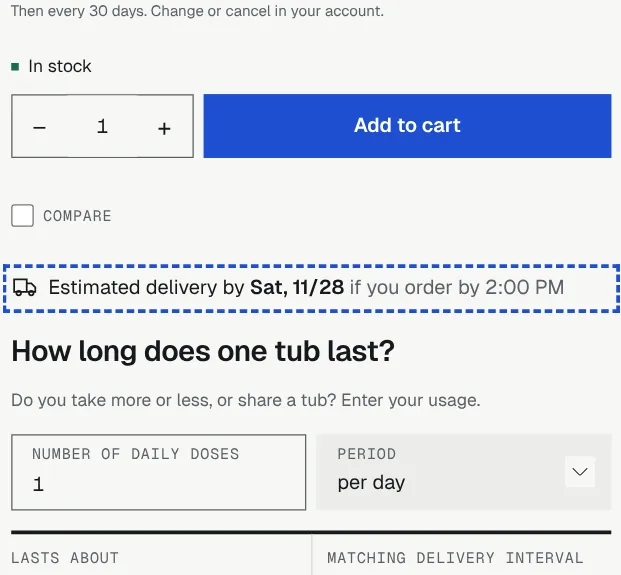 Then every 30 days. Change or cancel in your account.
In stock
− 1 +
Add to cart
COMPARE
Estimated delivery by Sat, 11/28 if you order by 2:00 PM
How long does one tub last?
Do you take more or less, or share a tub? Enter your usage.
NUMBER OF DAILY DOSES
1
PERIOD
per day
LASTS ABOUT
MATCHING DELIVERY INTERVAL